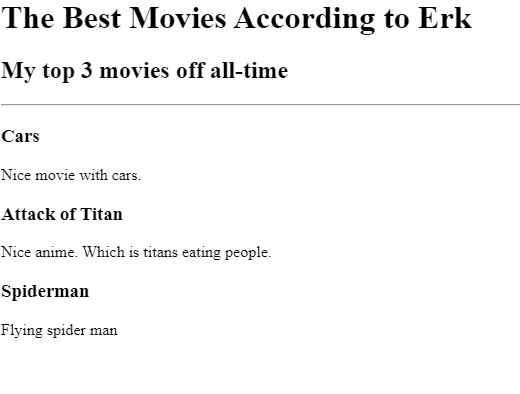 The Best Movies According to Erk
My top 3 movies off all-time
Cars
Nice movie with cars.
Attack of Titan
Nice anime. Which is titans eating people.
Spiderman
Flying spider man